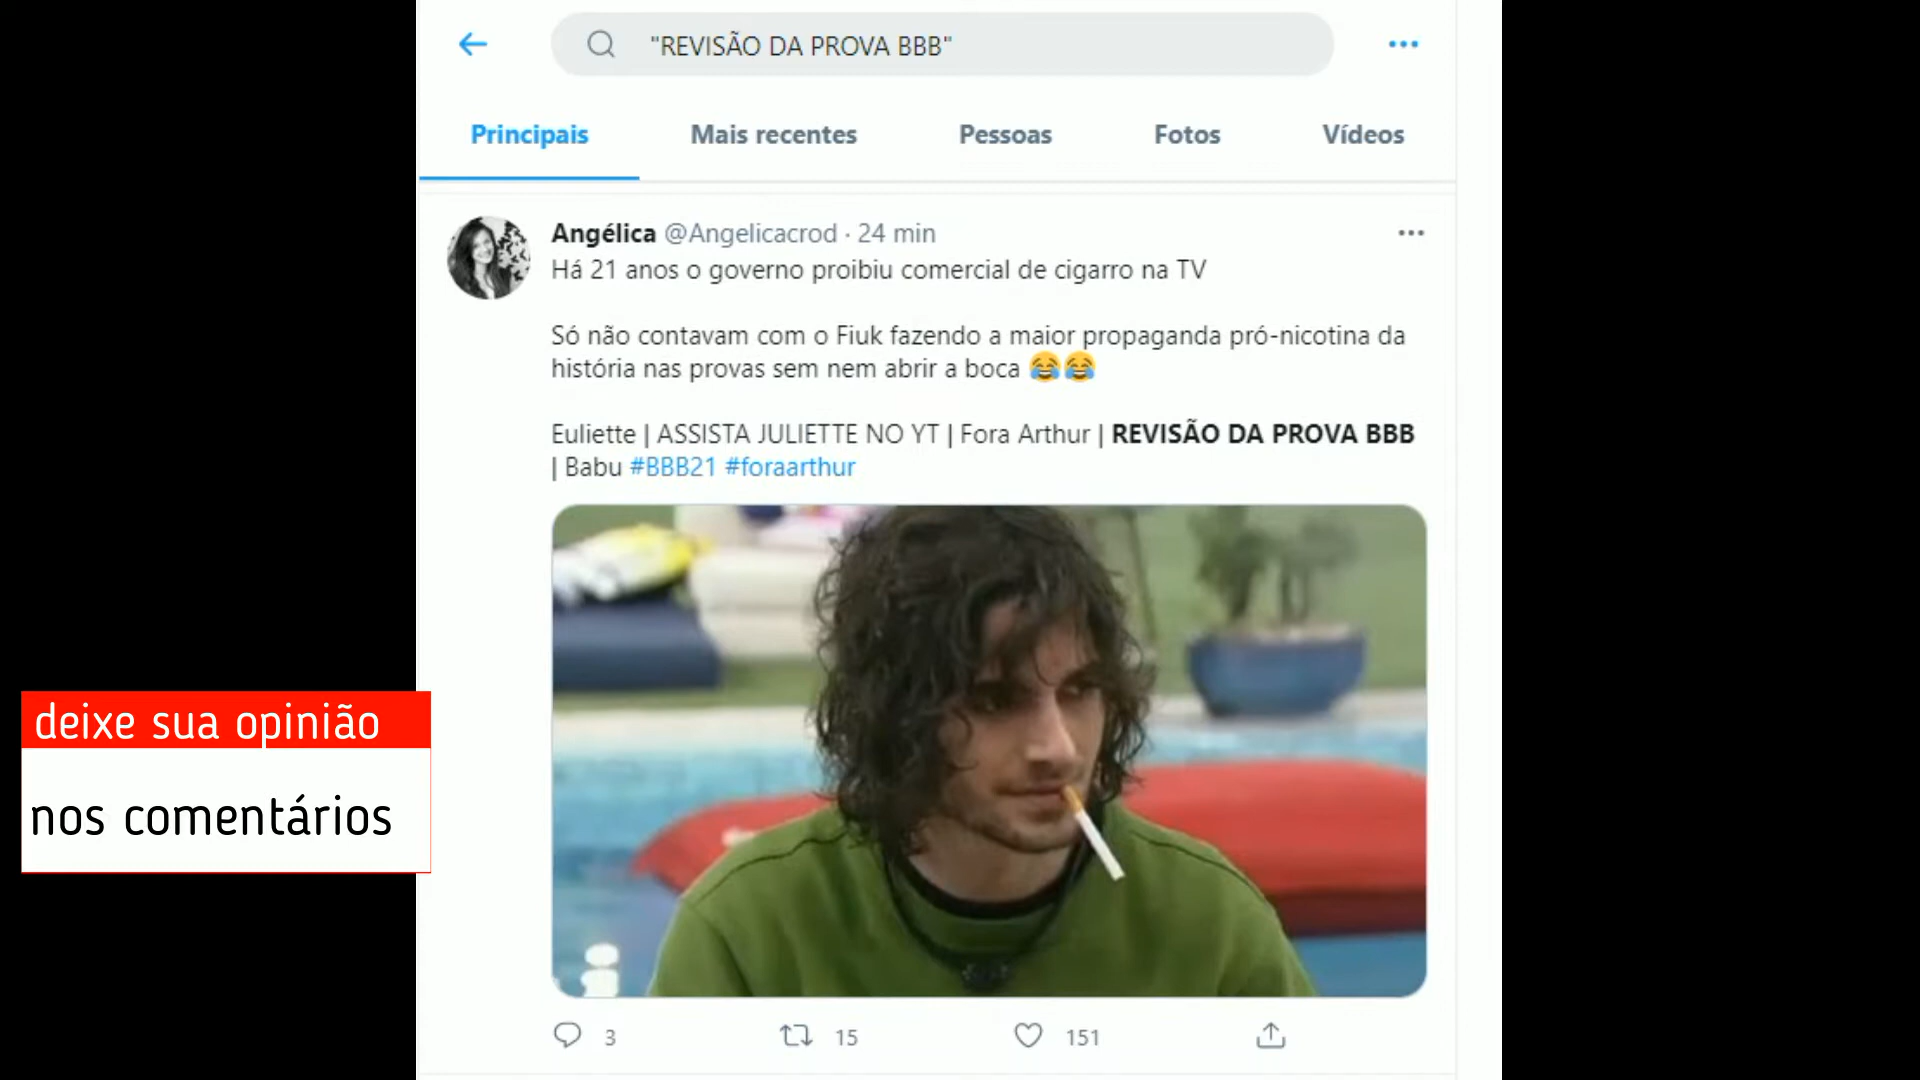 "REVISÃO DA PROVA BBB"
Principais
Mais recentes
Pessoas
Fotos
Vídeos
Angélica @Angelicacrod · 24 min
Há 21 anos o governo proibiu comercial de cigarro na TV
Só não contavam com o Fiuk fazendo a maior propaganda pró-nicotina da
história nas provas sem nem abrir a boca 😂😂
Euliette | ASSISTA JULIETTE NO YT | Fora Arthur | REVISÃO DA PROVA BBB
| Babu #BBB21 #foraarthur
3
15
151
deixe sua opinião
nos comentários